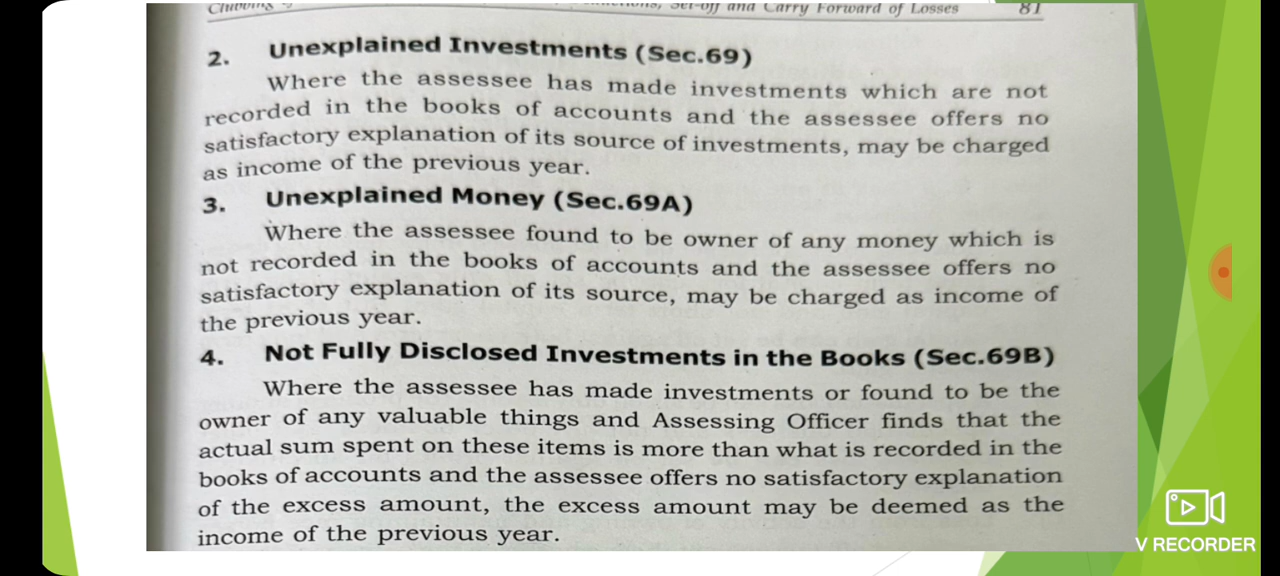 Set-off and Carry Forward of Losses 81
2. Unexplained Investments (Sec.69)
Where the assessee has made investments which are not
recorded in the books of accounts and the assessee offers no
satisfactory explanation of its source of investments, may be charged
as income of the previous year.
3. Unexplained Money (Sec.69A)
Where the assessee found to be owner of any money which is
not recorded in the books of accounts and the assessee offers no
satisfactory explanation of its source, may be charged as income of
the previous year.
4. Not Fully Disclosed Investments in the Books (Sec.69B)
Where the assessee has made investments or found to be the
owner of any valuable things and Assessing Officer finds that the
actual sum spent on these items is more than what is recorded in the
books of accounts and the assessee offers no satisfactory explanation
of the excess amount, the excess amount may be deemed as the
income of the previous year.
V RECORDER